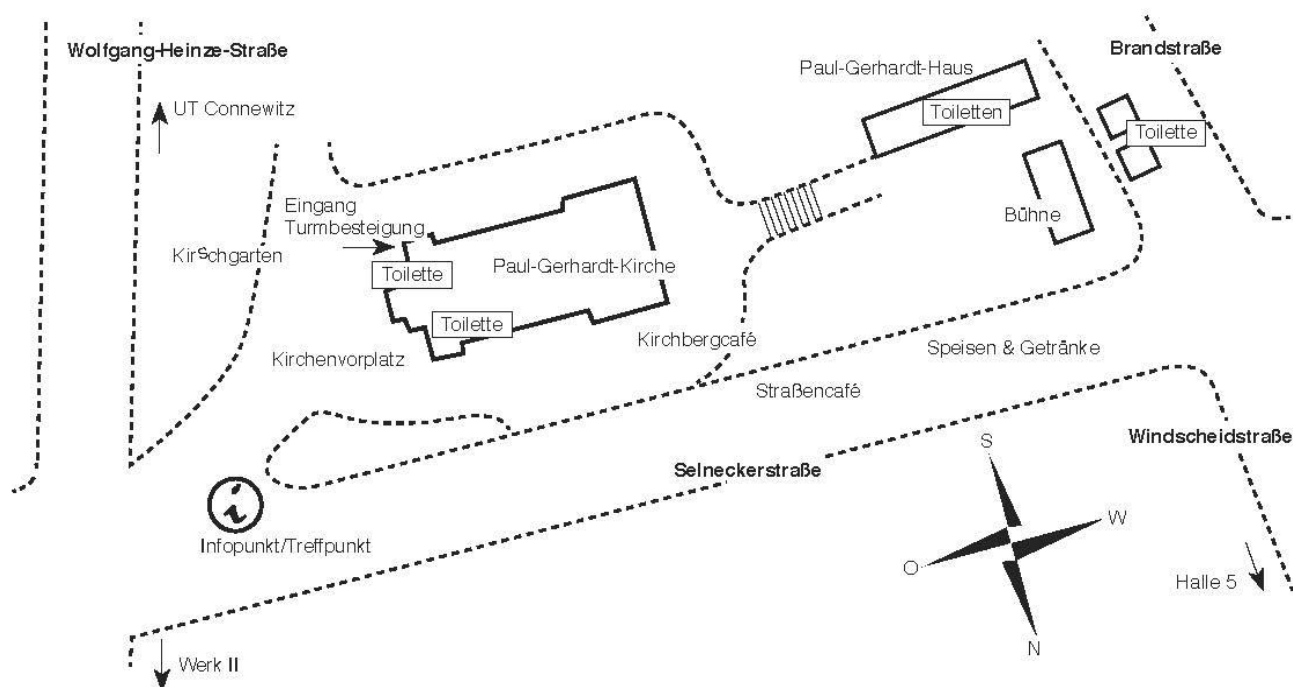 Wolfgang-Heinze-Straße
Brandstraße
Paul-Gerhardt-Haus
UT Connewitz
Toiletten
Toilette
Eingang
Turmbesteigung
Bühne
Kirschgarten
Toilette
Paul-Gerhardt-Kirche
Toilette
Kirchbergcafé
Speisen & Getränke
Kirchenvorplatz
Straßencafé
Windscheidstraße
S
Selneckerstraße
W
Infopunkt/Treffpunkt
O
Halle 5
N
Werk II